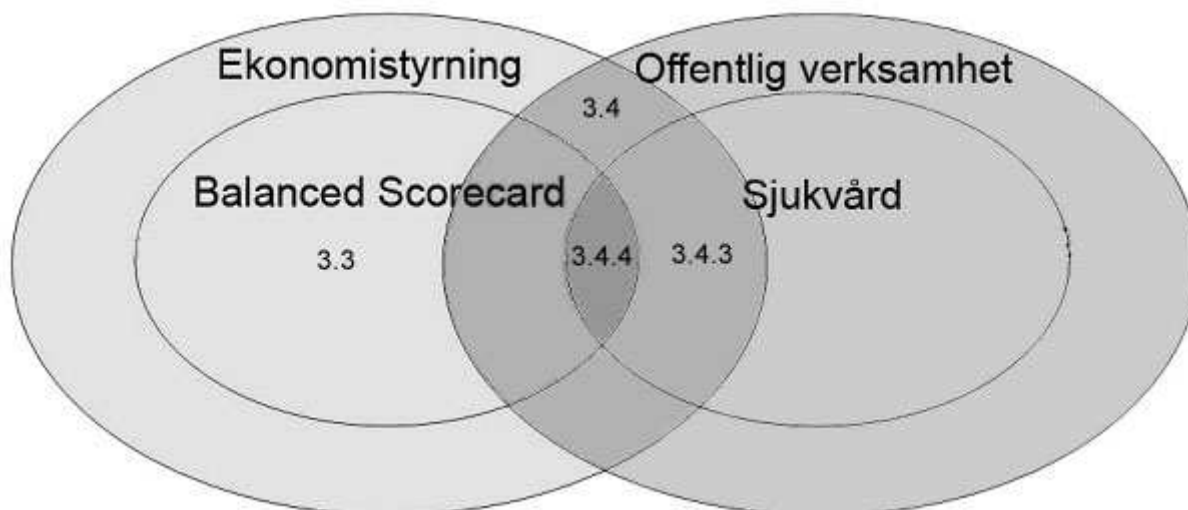 Ekonomistyrning
Offentlig verksamhet
3.4
Balanced Scorecard
Sjukvård
3.3
3.4.4
3.4.3